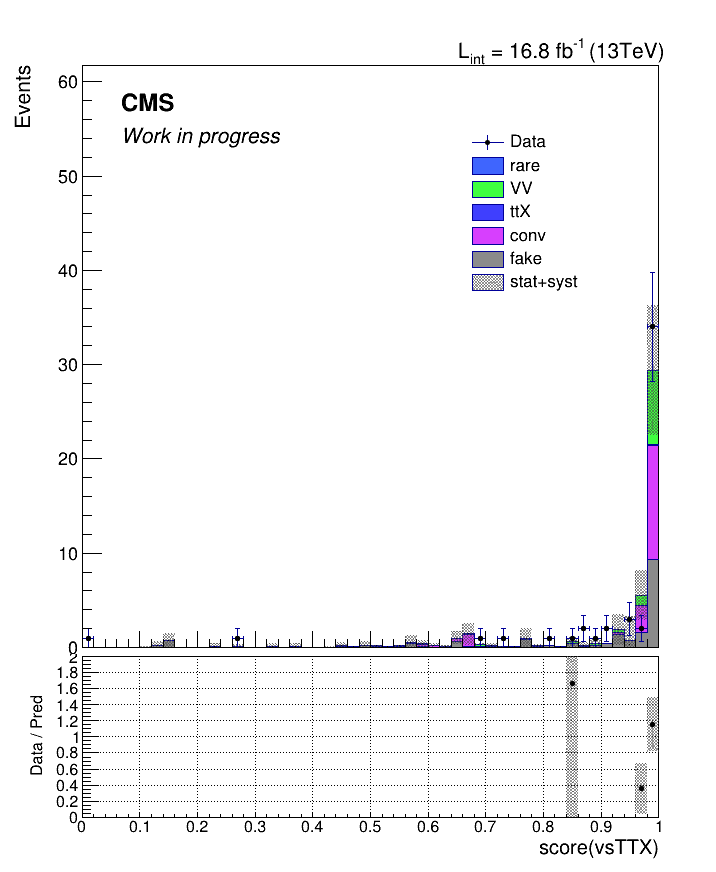 L_int = 16.8 fb^-1 (13TeV)
Events
60
CMS
Work in progress
Data
rare
50
VV
ttX
conv
40
fake
stat+syst
30
20
10
0
2
1.8
1.6
1.4
1.2
1
0.8
0.6
0.4
0.2
0
Data / Pred
0 0.1 0.2 0.3 0.4 0.5 0.6 0.7 0.8 0.9 1
score(vsTTX)